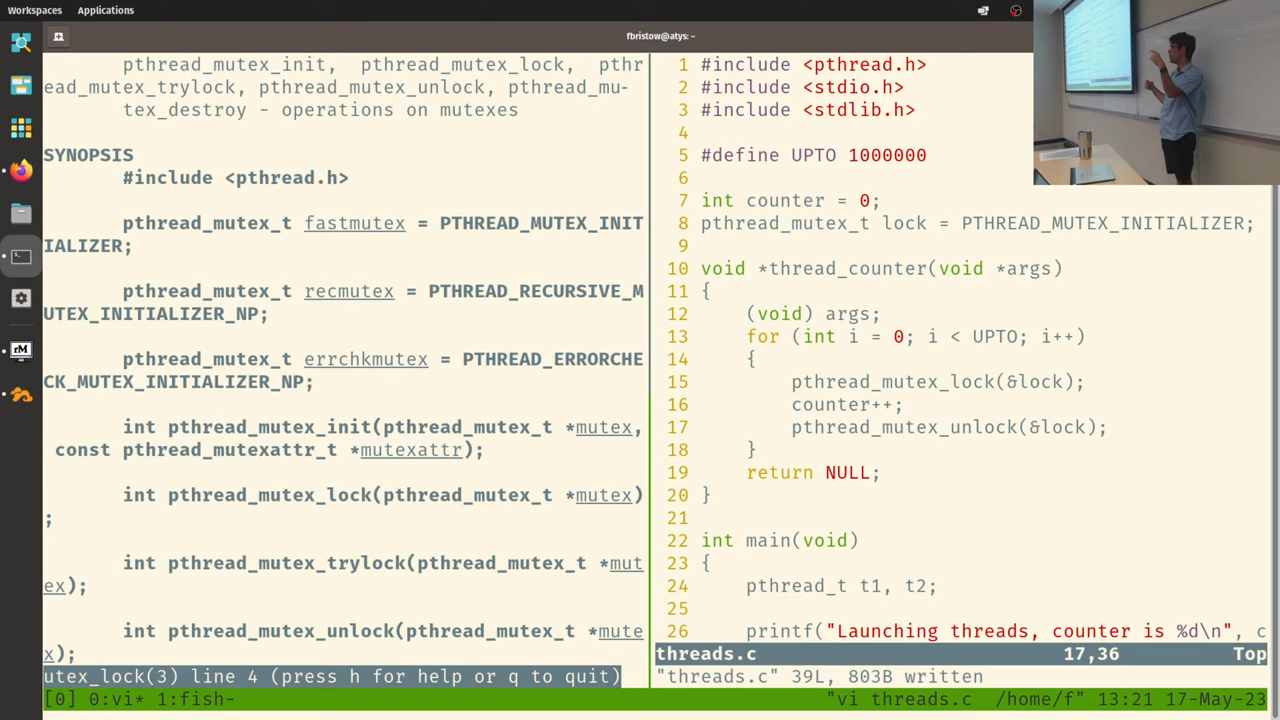 Workspaces Applications
fbristow@atys: ~
pthread_mutex_init, pthread_mutex_lock, pthr
ead_mutex_trylock, pthread_mutex_unlock, pthread_mu-
tex_destroy - operations on mutexes
SYNOPSIS
#include <pthread.h>
pthread_mutex_t fastmutex = PTHREAD_MUTEX_INIT
IALIZER;
pthread_mutex_t recmutex = PTHREAD_RECURSIVE_M
UTEX_INITIALIZER_NP;
pthread_mutex_t errchkmutex = PTHREAD_ERRORCHE
CK_MUTEX_INITIALIZER_NP;
int pthread_mutex_init(pthread_mutex_t *mutex,
const pthread_mutexattr_t *mutexattr);
int pthread_mutex_lock(pthread_mutex_t *mutex)
;
int pthread_mutex_trylock(pthread_mutex_t *mut
ex);
int pthread_mutex_unlock(pthread_mutex_t *mute
x);
utex_lock(3) line 4 (press h for help or q to quit)
1 #include <pthread.h>
2 #include <stdio.h>
3 #include <stdlib.h>
4
5 #define UPTO 1000000
6
7 int counter = 0;
8 pthread_mutex_t lock = PTHREAD_MUTEX_INITIALIZER;
9
10 void *thread_counter(void *args)
11 {
12 (void) args;
13 for (int i = 0; i < UPTO; i++)
14 {
15 pthread_mutex_lock(&lock);
16 counter++;
17 pthread_mutex_unlock(&lock);
18 }
19 return NULL;
20 }
21
22 int main(void)
23 {
24 pthread_t t1, t2;
25
26 printf("Launching threads, counter is %d\n", c
threads.c 17,36 Top
"threads.c" 39L, 803B written
[0] 0:vi* 1:fish- "vi threads.c /home/f" 13:21 17-May-23